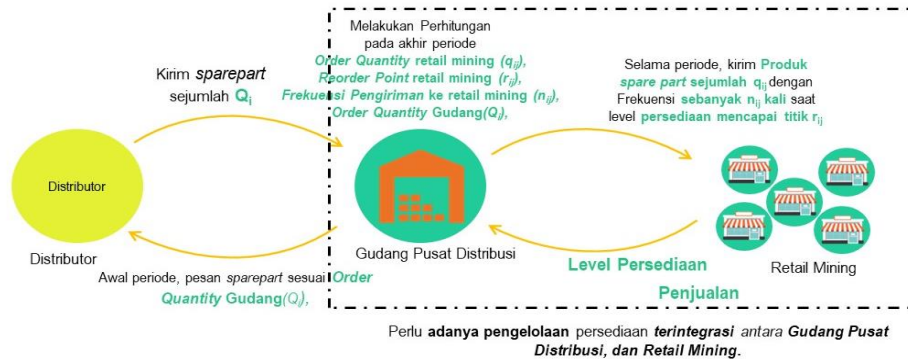 Melakukan Perhitungan
pada akhir periode
Order Quantity retail mining (qij),
Reorder Point retail mining (rij),
Frekuensi Pengiriman ke retail mining (nij),
Order Quantity Gudang(Qi),
Kirim sparepart
sejumlah Qi
Selama periode, kirim Produk
spare part sejumlah qij dengan
Frekuensi sebanyak nij kali saat
level persediaan mencapai titik rij
Distributor
Distributor
Gudang Pusat Distribusi
Retail Mining
Awal periode, pesan sparepart sesuai Order
Quantity Gudang(Qi),
Level Persediaan
Penjualan
Perlu adanya pengelolaan persediaan terintegrasi antara Gudang Pusat
Distribusi, dan Retail Mining.